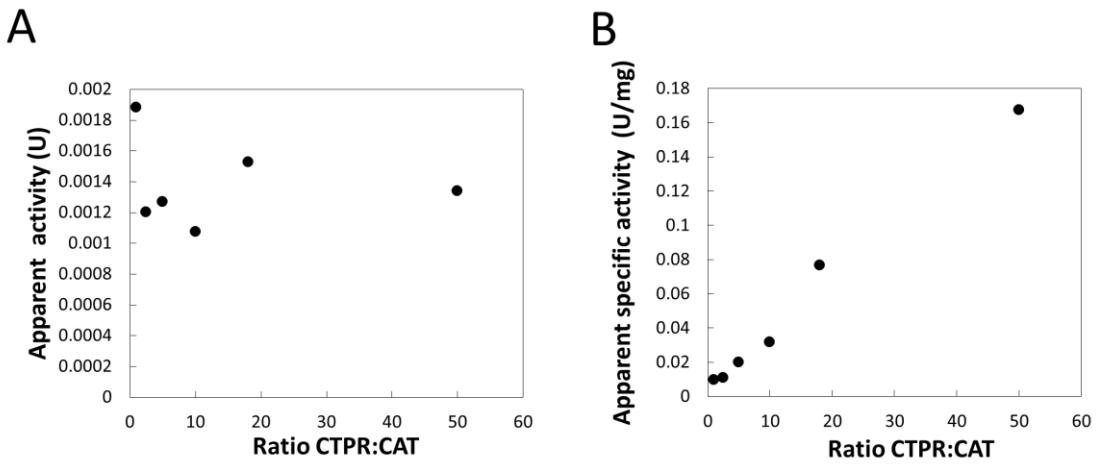 A
Apparent activity (U)
0.002
0.0018
0.0016
0.0014
0.0012
0.001
0.0008
0.0006
0.0004
0.0002
0
0 10 20 30 40 50 60
Ratio CTPR:CAT
B
Apparent specific activity (U/mg)
0.18
0.16
0.14
0.12
0.1
0.08
0.06
0.04
0.02
0
0 10 20 30 40 50 60
Ratio CTPR:CAT